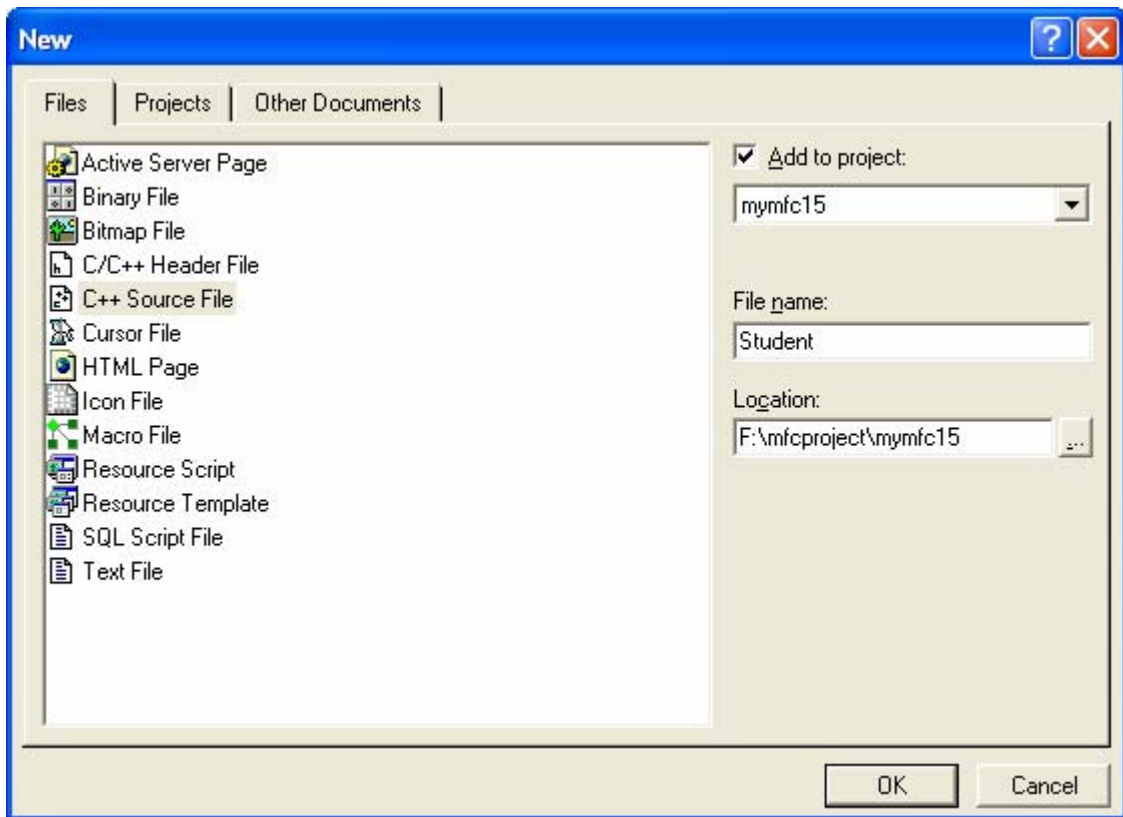 New
Files
Projects
Other Documents
Active Server Page
Binary File
Bitmap File
C/C++ Header File
C++ Source File
Cursor File
HTML Page
Icon File
Macro File
Resource Script
Resource Template
SQL Script File
Text File
Add to project:
mymfc15
File name:
Student
Location:
F:\mfcproject\mymfc15
...
OK
Cancel